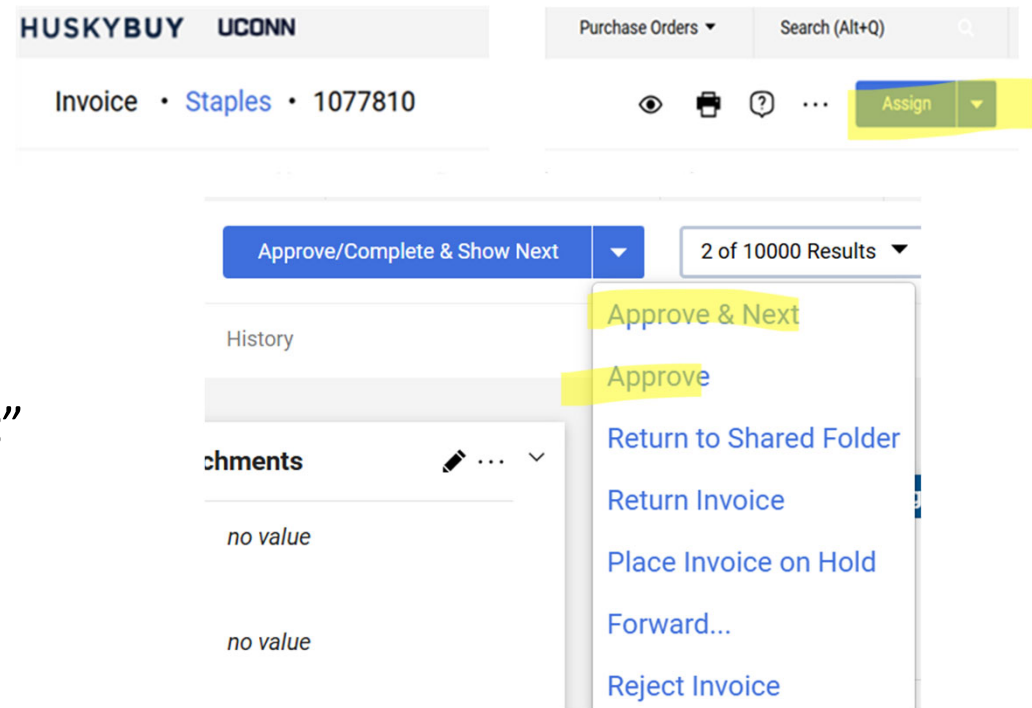 HUSKYBUY UCONN
Purchase Orders Search (Alt+Q)
Invoice • Staples • 1077810
? ... Assign
Approve/Complete & Show Next
2 of 10000 Results
Approve & Next
History
Approve
”
Return to Shared Folder
chments ...
Return Invoice
no value
Place Invoice on Hold
Forward...
no value
Reject Invoice